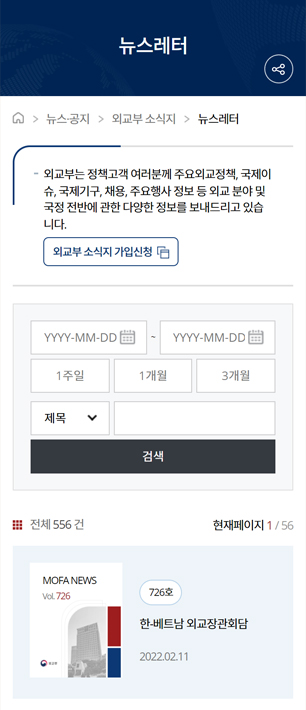 뉴스레터
뉴스·공지 > 외교부 소식지 > 뉴스레터
- 외교부는 정책고객 여러분께 주요외교정책, 국제이
슈, 국제기구, 채용, 주요행사 정보 등 외교 분야 및
국정 전반에 관한 다양한 정보를 보내드리고 있습
니다.
외교부 소식지 가입신청
YYYY-MM-DD ~ YYYY-MM-DD
1주일 1개월 3개월
제목
검색
전체 556 건 현재페이지 1 / 56
MOFA NEWS
Vol. 726
외교부
726호
한-베트남 외교장관회담
2022.02.11